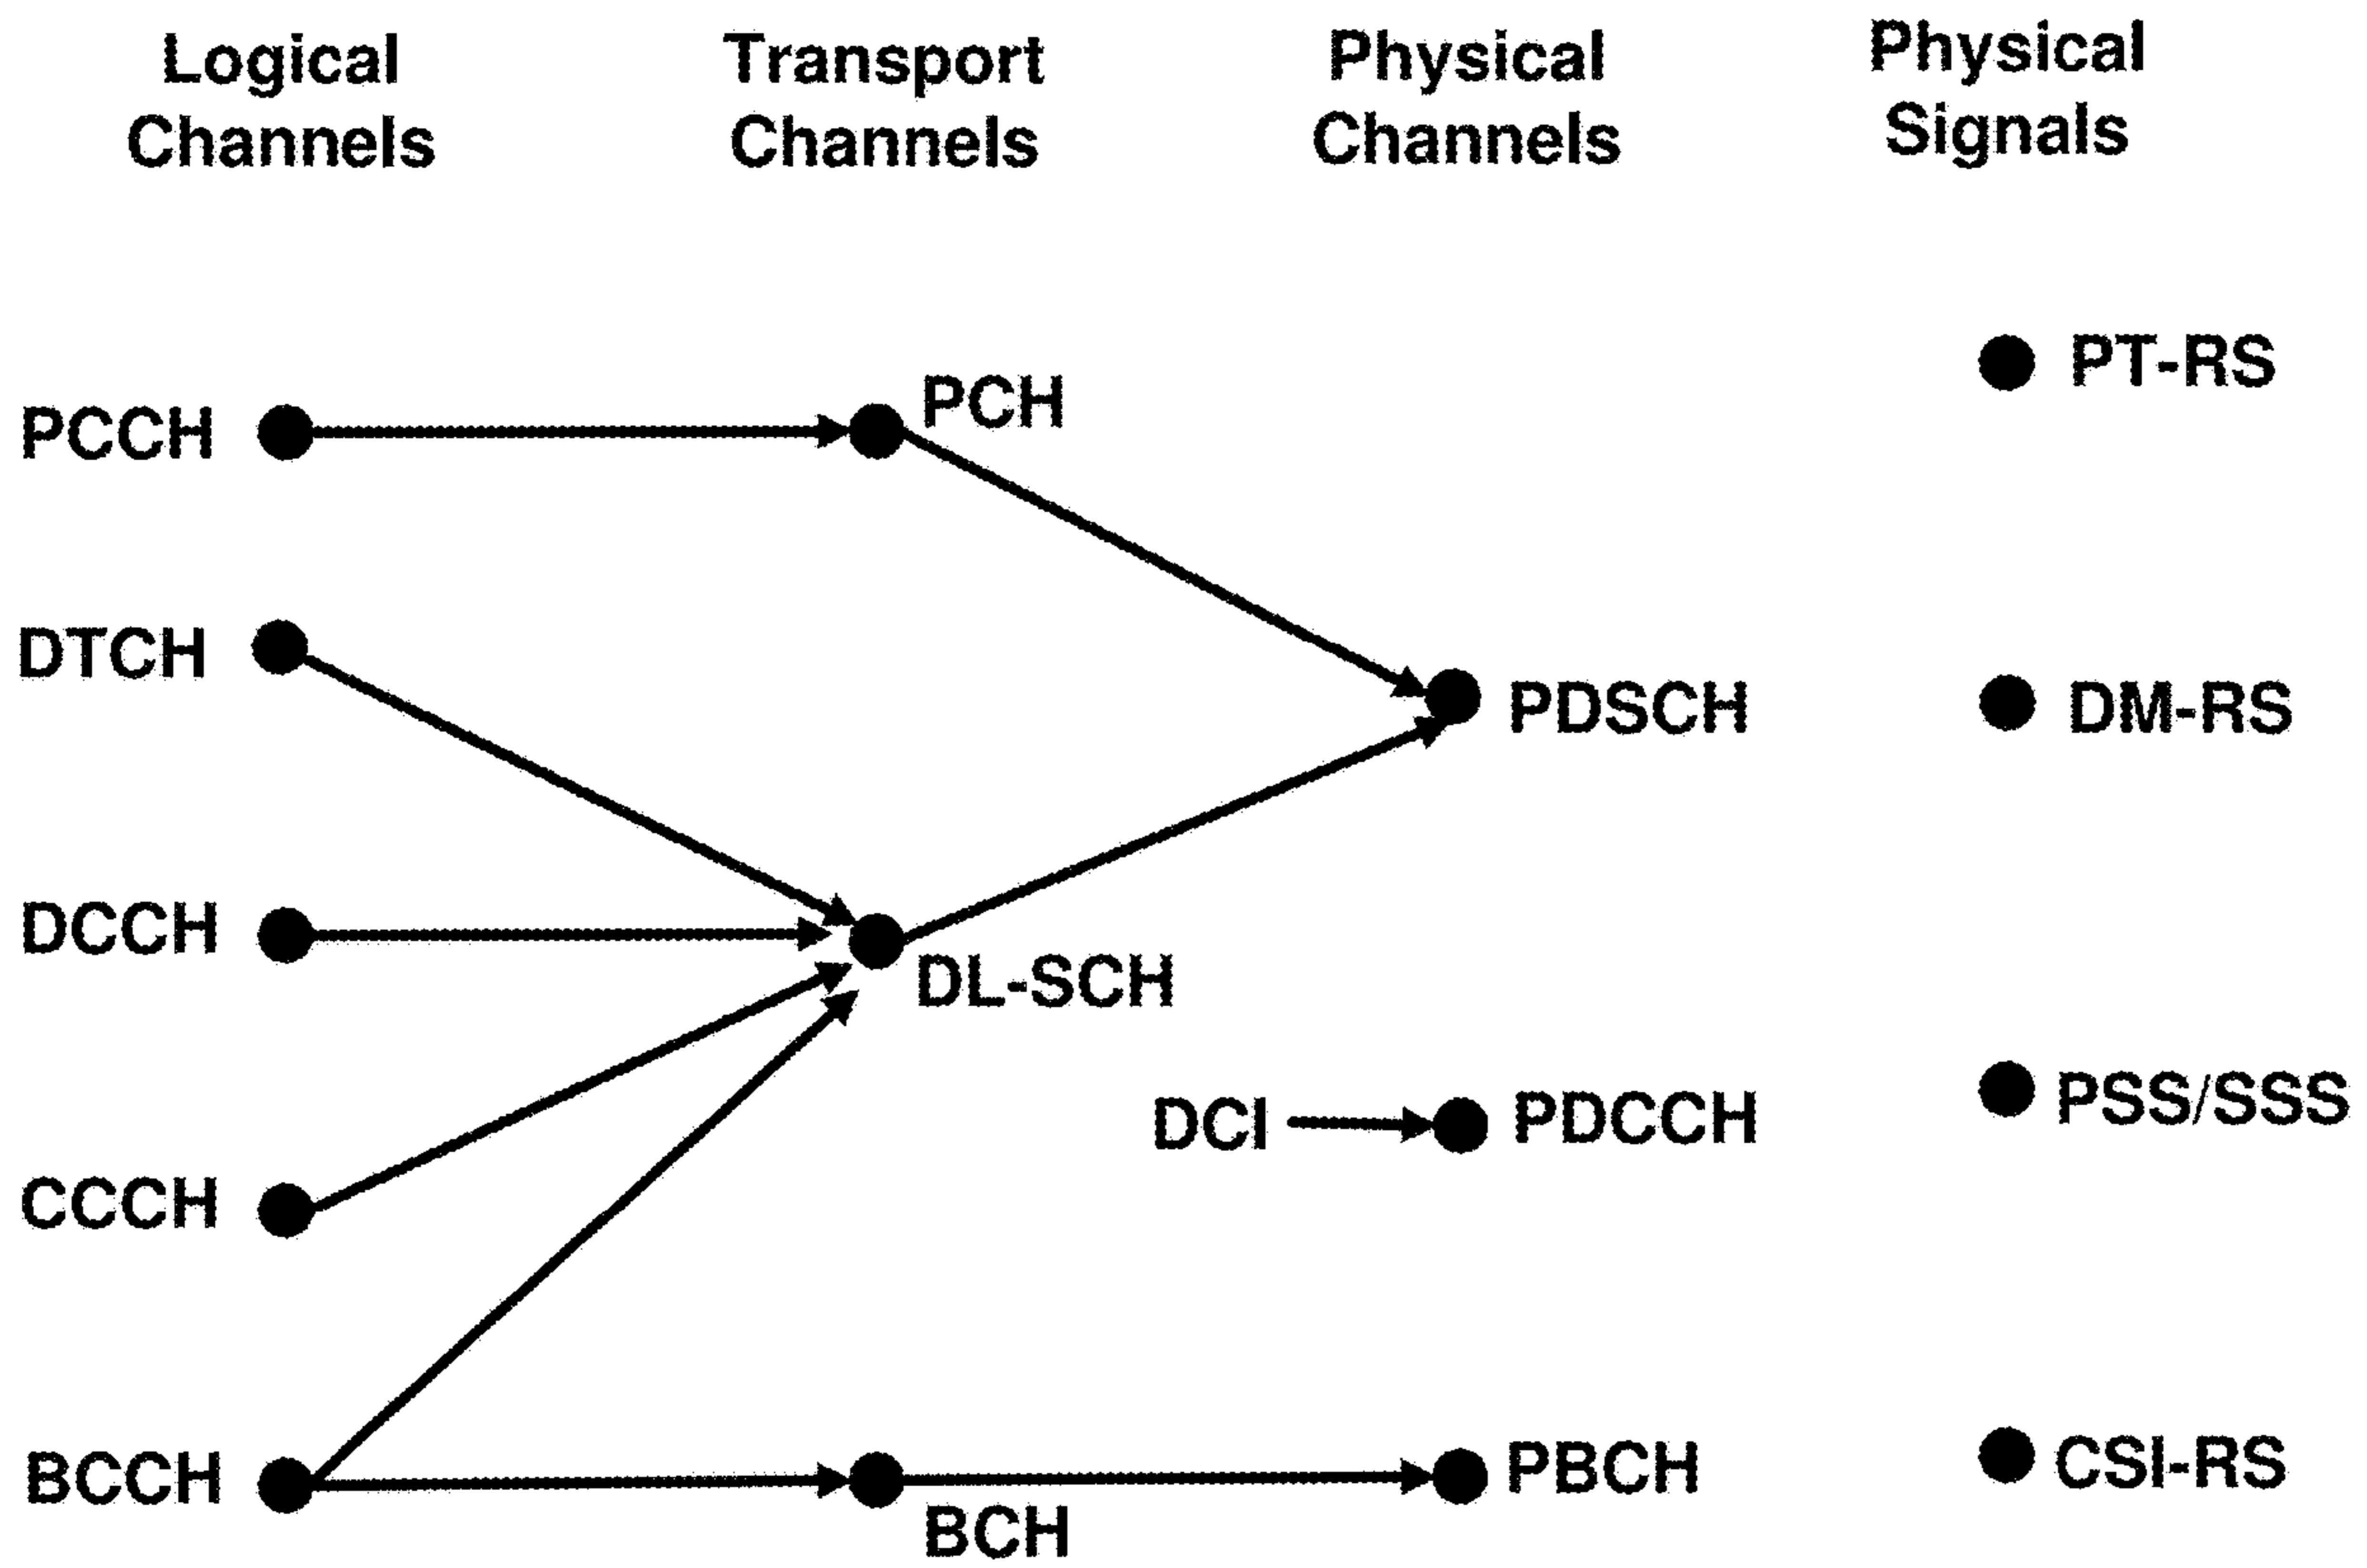 Logical
Channels
Transport
Channels
Physical
Channels
Physical
Signals
PT-RS
PCH
PCCH
DTCH
PDSCH
DM-RS
DCCH
DL-SCH
DCI
PDCCH
PSS/SSS
CCCH
BCCH
PBCH
CSI-RS
BCH